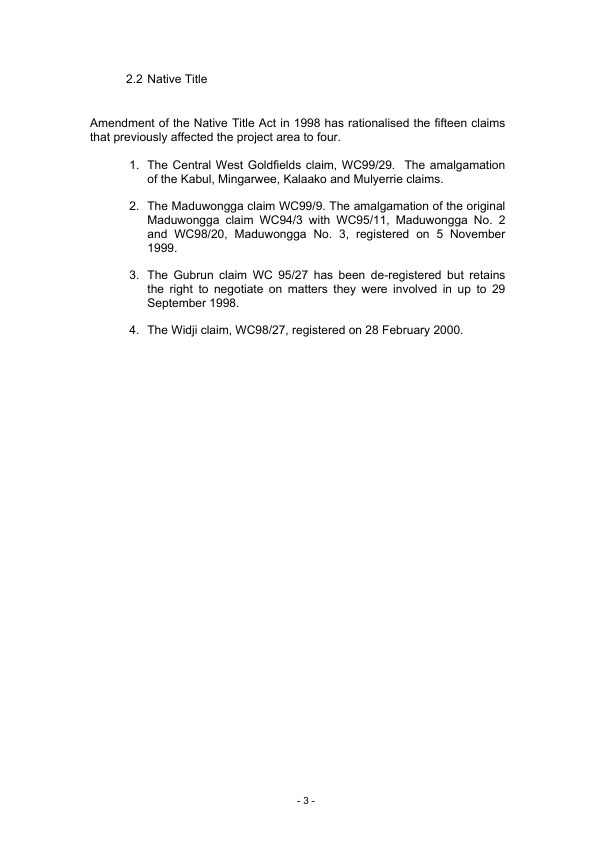 2.2 Native Title
Amendment of the Native Title Act in 1998 has rationalised the fifteen claims
that previously affected the project area to four.
1. The Central West Goldfields claim, WC99/29.  The amalgamation
of the Kabul, Mingarwee, Kalaako and Mulyerrie claims.
2. The Maduwongga claim WC99/9. The amalgamation of the original
Maduwongga claim WC94/3 with WC95/11, Maduwongga No. 2
and WC98/20, Maduwongga No. 3, registered on 5 November
1999.
3. The Gubrun claim WC 95/27 has been de-registered but retains
the right to negotiate on matters they were involved in up to 29
September 1998.
4. The Widji claim, WC98/27, registered on 28 February 2000.
- 3 -